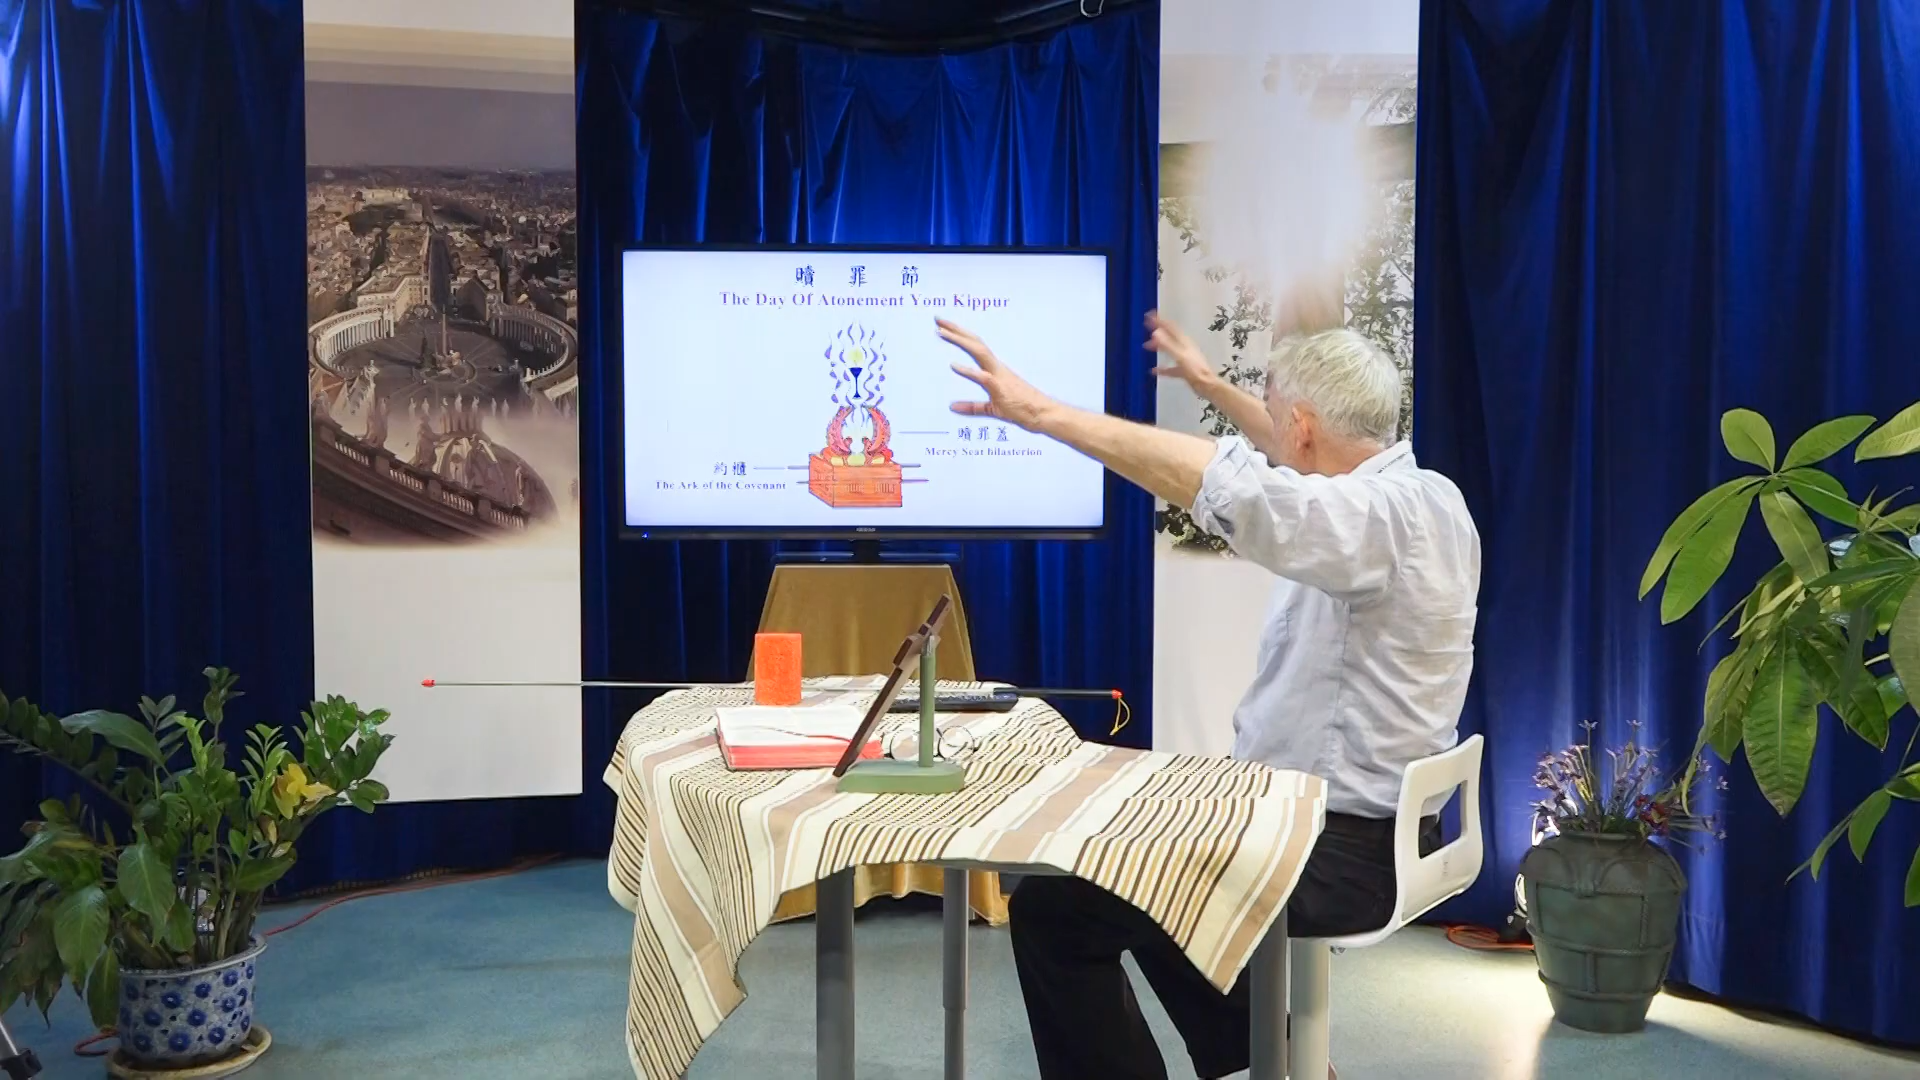 贖罪節
The Day Of Atonement Yom Kippur
贖罪蓋
Mercy Seat hilasterion
約櫃
The Ark of the Covenant